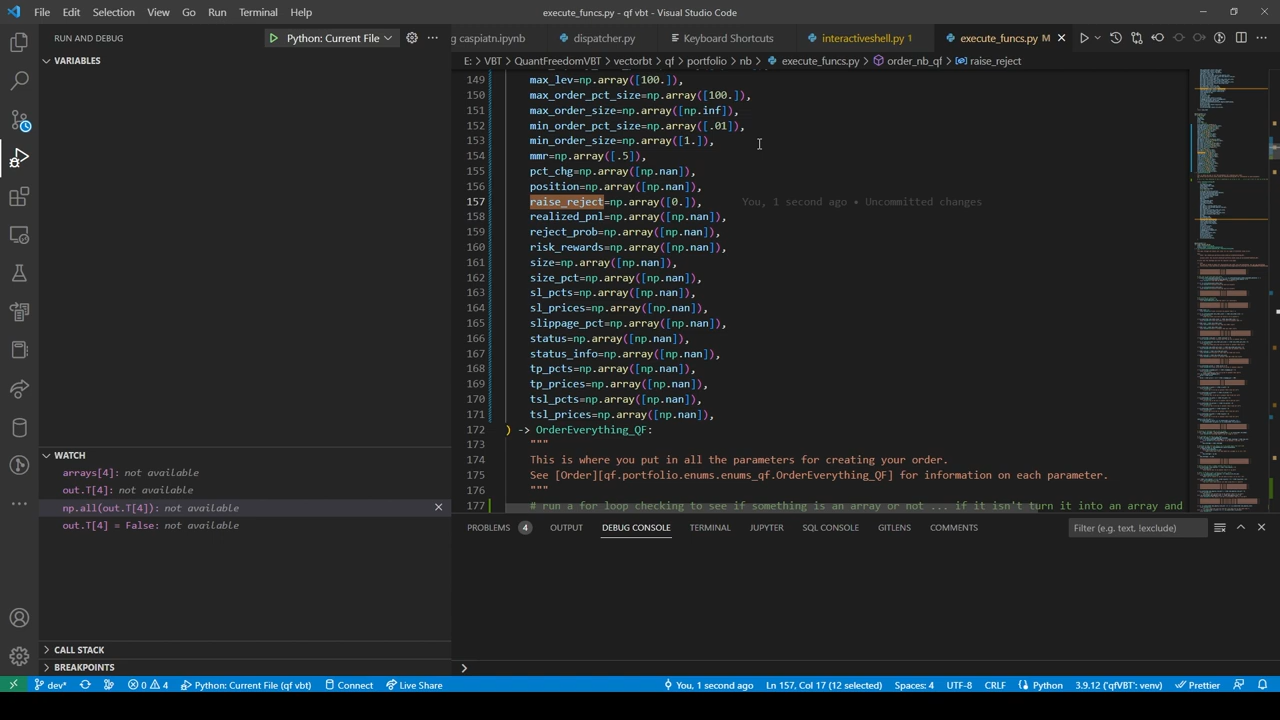 File Edit Selection View Go Run Terminal Help
execute_funcs.py - qf vbt - Visual Studio Code
RUN AND DEBUG
Python: Current File
g caspiatn.ipynb
dispatcher.py
Keyboard Shortcuts
interactiveshell.py 1
execute_funcs.py M
VARIABLES
E: > VBT > QuantFreedomVBT > vectorbt > qf > portfolio > nb > execute_funcs.py > order_nb_qf > raise_reject
149 max_lev=np.array([100.]),
150 max_order_pct_size=np.array([100.]),
151 max_order_size=np.array([np.inf]),
152 min_order_pct_size=np.array([.01]),
153 min_order_size=np.array([1.]),
154 mmr=np.array([.5]),
155 pct_chg=np.array([np.nan]),
156 position=np.array([np.nan]),
157 raise_reject=np.array([0.]), You, 1 second ago • Uncommitted changes
158 realized_pnl=np.array([np.nan]),
159 reject_prob=np.array([np.nan]),
160 risk_rewards=np.array([np.nan]),
161 size=np.array([np.nan]),
162 size_pct=np.array([np.nan]),
163 sl_pcts=np.array([np.nan]),
164 sl_prices=np.array([np.nan]),
165 slippage_pct=np.array([np.nan]),
166 status=np.array([np.nan]),
167 status_info=np.array([np.nan]),
168 tp_pcts=np.array([np.nan]),
169 tp_prices=np.array([np.nan]),
170 tsl_pcts=np.array([np.nan]),
171 tsl_prices=np.array([np.nan]),
172 ) -> OrderEverything_QF:
173 """
174 This is where you put in all the parameters for creating your order.
175 See [Order][qf.portfolio.enums.enums_qf.OrderEverything_QF] for information on each parameter.
176 """
177 # run a for loop checking to see if something is an array or not ... if it isn't turn it into an array and
WATCH
arrays[4]: not available
out.T[4]: not available
np.all(out.T[4]): not available
out.T[4] = False: not available
CALL STACK
BREAKPOINTS
PROBLEMS 4 OUTPUT DEBUG CONSOLE TERMINAL JUPYTER SQL CONSOLE GITLENS COMMENTS
Filter (e.g. text, !exclude)
dev* 0 4 Python: Current File (qf vbt) Connect Live Share You, 1 second ago Ln 157, Col 17 (12 selected) Spaces: 4 UTF-8 CRLF Python 3.9.12 ('qfVBT': venv) Prettier